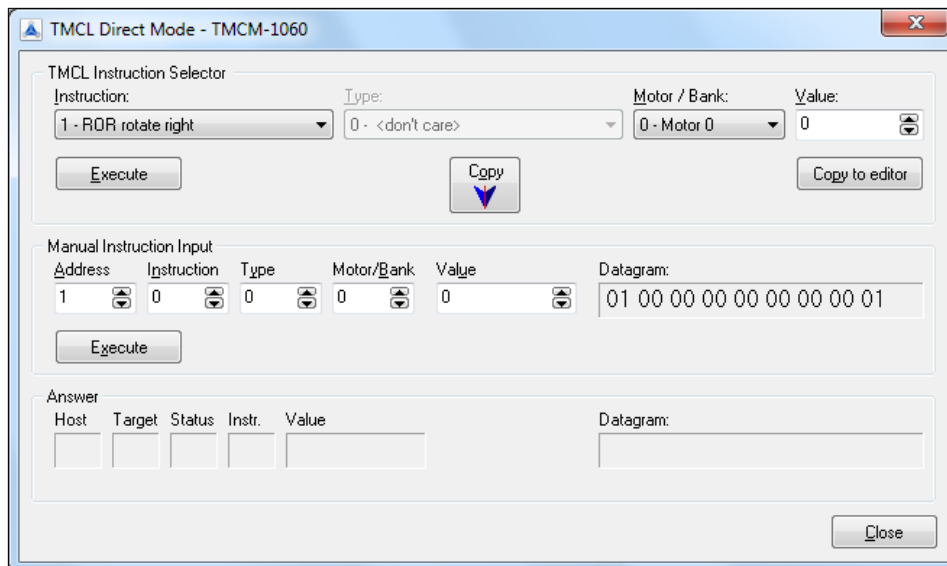 TMCL Direct Mode - TMCM-1060
TMCL Instruction Selector
Instruction: Type: Motor / Bank: Value:
1 - ROR rotate right 0 - <don't care> 0 - Motor 0 0
Execute Copy Copy to editor
Manual Instruction Input
Address Instruction Type Motor/Bank Value Datagram:
1 0 0 0 0 01 00 00 00 00 00 00 00 01
Execute
Answer
Host Target Status Instr. Value Datagram:
Close